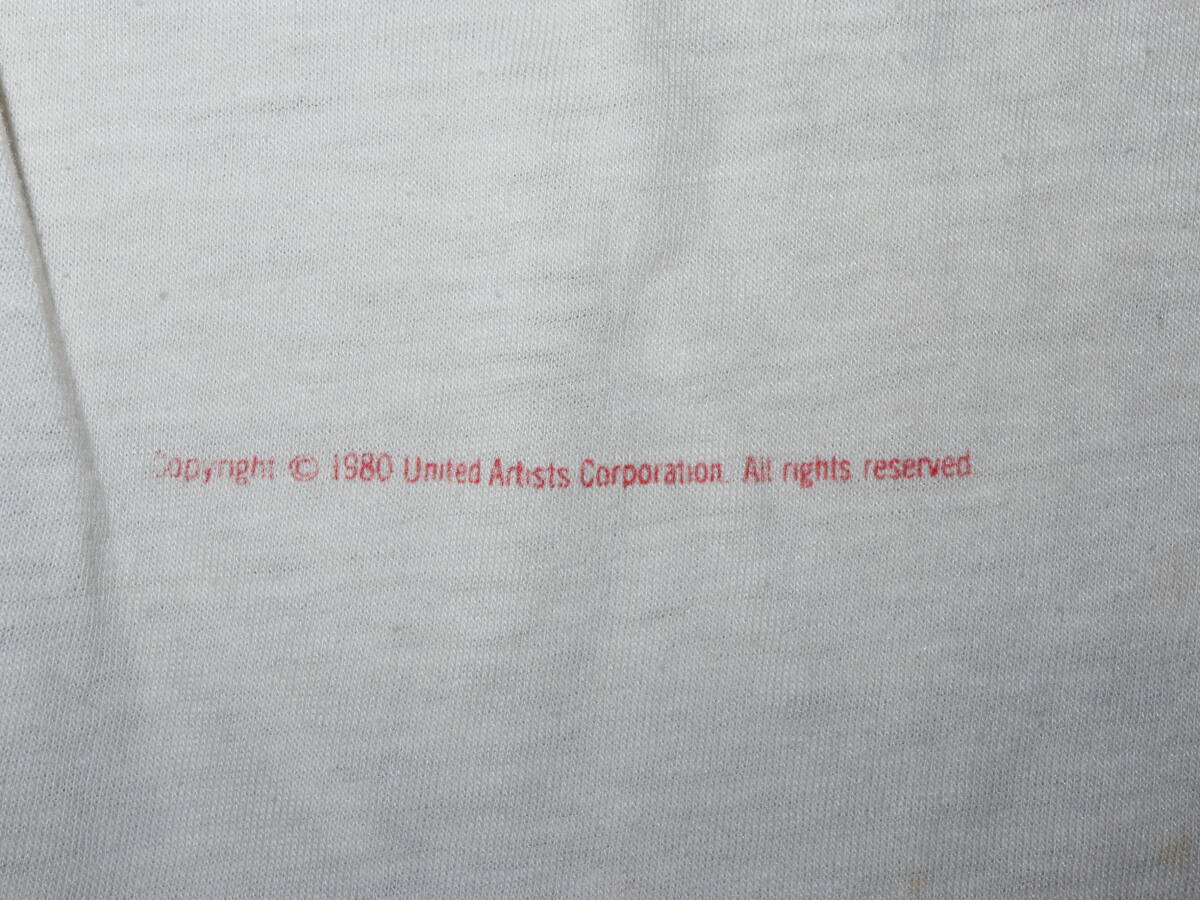 Copyright © 1980 United Artists Corporation. All rights reserved